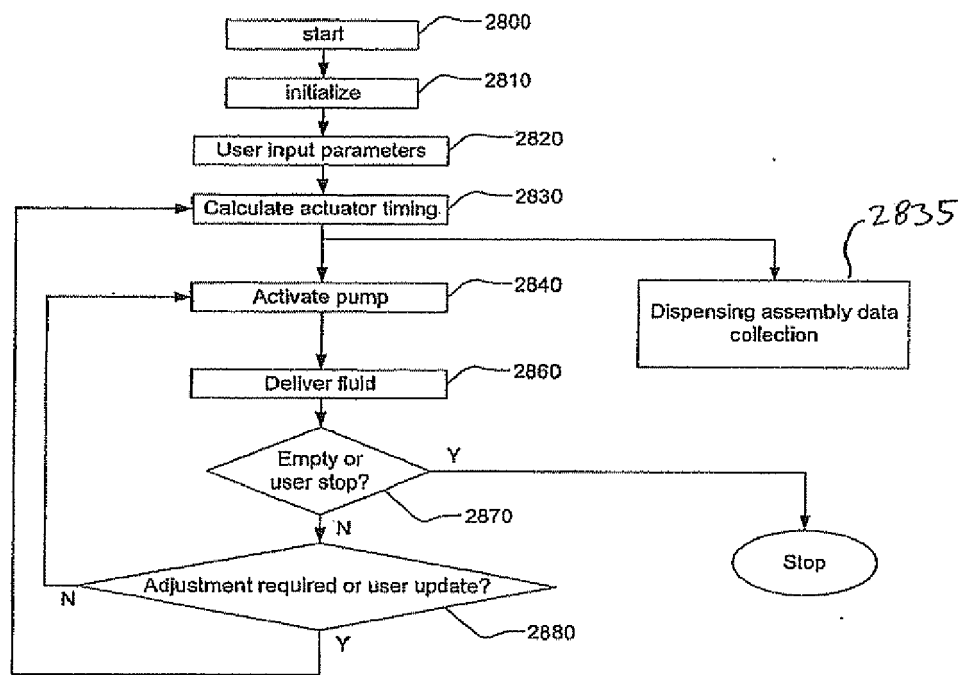 start
2800
initialize
2810
User input parameters
2820
Calculate actuator timing
2830
2835
Activate pump
2840
Dispensing assembly data
collection
Deliver fluid
2860
Empty or
user stop?
Y
2870
N
Stop
Adjustment required or user update?
N
2880
Y